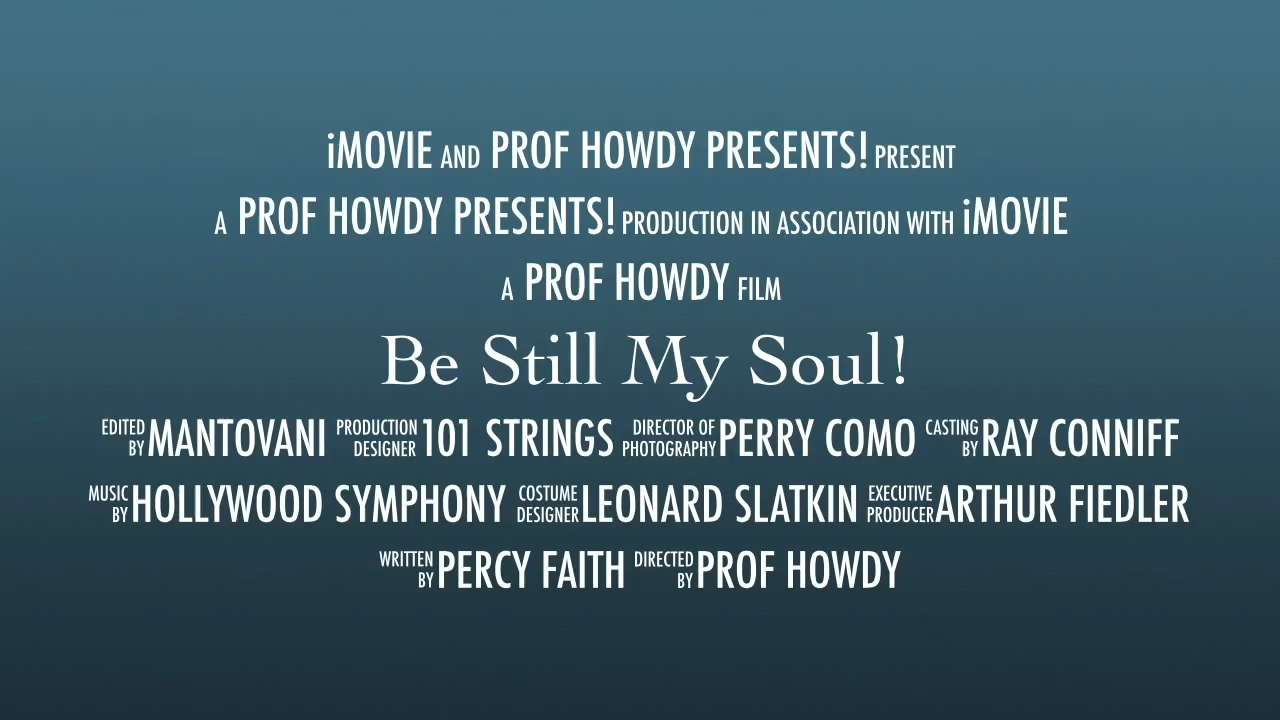 iMOVIE AND PROF HOWDY PRESENTS! PRESENT
A PROF HOWDY PRESENTS! PRODUCTION IN ASSOCIATION WITH iMOVIE
A PROF HOWDY FILM
Be Still My Soul!
EDITED BY MANTOVANI PRODUCTION DESIGNER 101 STRINGS DIRECTOR OF PHOTOGRAPHY PERRY COMO CASTING BY RAY CONNIFF
MUSIC BY HOLLYWOOD SYMPHONY COSTUME DESIGNER LEONARD SLATKIN EXECUTIVE PRODUCER ARTHUR FIEDLER
WRITTEN BY PERCY FAITH DIRECTED BY PROF HOWDY